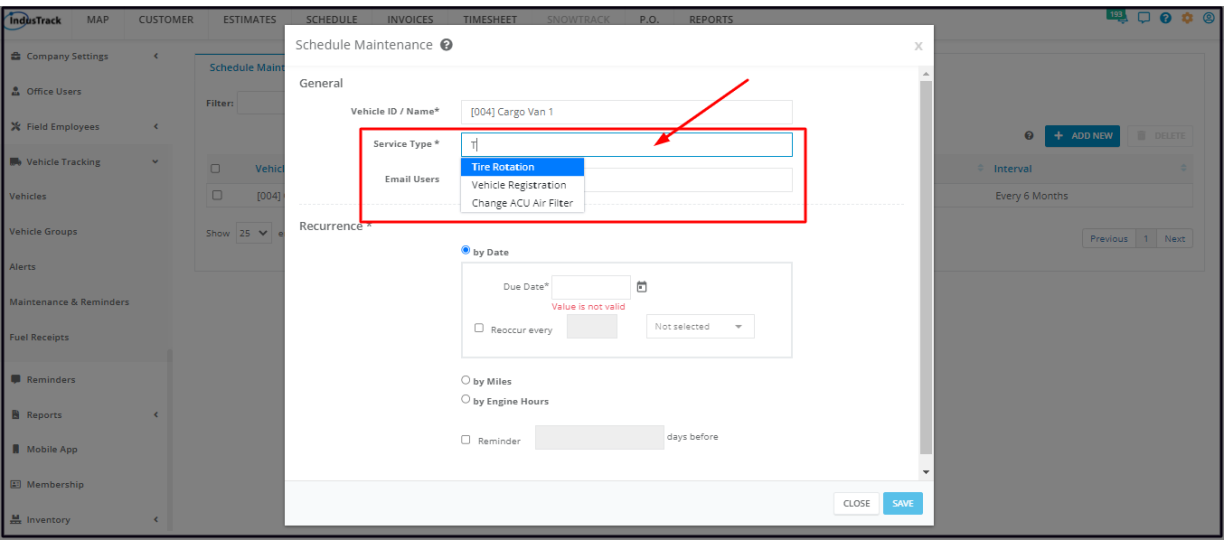 IndusTrack MAP CUSTOMER ESTIMATES SCHEDULE INVOICES TIMESHEET SNOWTRACK P.O. REPORTS 193
Company Settings
Office Users
Field Employees
Vehicle Tracking
Vehicles
Vehicle Groups
Alerts
Maintenance & Reminders
Fuel Receipts
Reminders
Reports
Mobile App
Membership
Inventory
Schedule Maint
Filter:
+ ADD NEW DELETE
Vehicl
Interval
[004]
Every 6 Months
Show 25 e
Previous 1 Next
Schedule Maintenance ? X
General
Vehicle ID / Name* [004] Cargo Van 1
Service Type * T
Tire Rotation
Email Users
Vehicle Registration
Change ACU Air Filter
Recurrence *
by Date
Due Date*
Value is not valid
Reoccur every Not selected
by Miles
by Engine Hours
Reminder days before
CLOSE SAVE